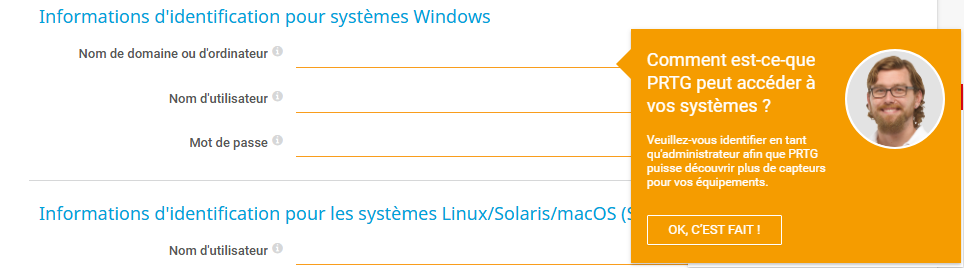 Informations d'identification pour systèmes Windows
Nom de domaine ou d'ordinateur
Nom d'utilisateur
Mot de passe
Comment est-ce-que
PRTG peut accéder à
vos systèmes ?
Veuillez-vous identifier en tant
qu'administrateur afin que PRTG
puisse découvrir plus de capteurs
pour vos équipements.
OK, C'EST FAIT !
Informations d'identification pour les systèmes Linux/Solaris/macOS (
Nom d'utilisateur